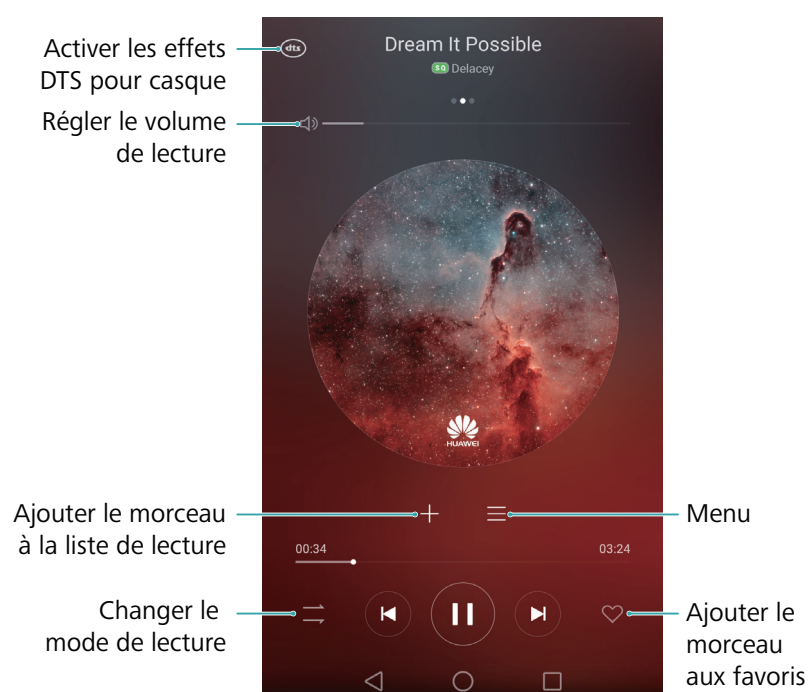 Activer les effets
DTS pour casque
dts
Dream It Possible
SQ Delacey
Régler le volume
de lecture
HUAWEI
Ajouter le morceau
à la liste de lecture
Menu
00:34
03:24
Changer le
mode de lecture
Ajouter le
morceau
aux favoris